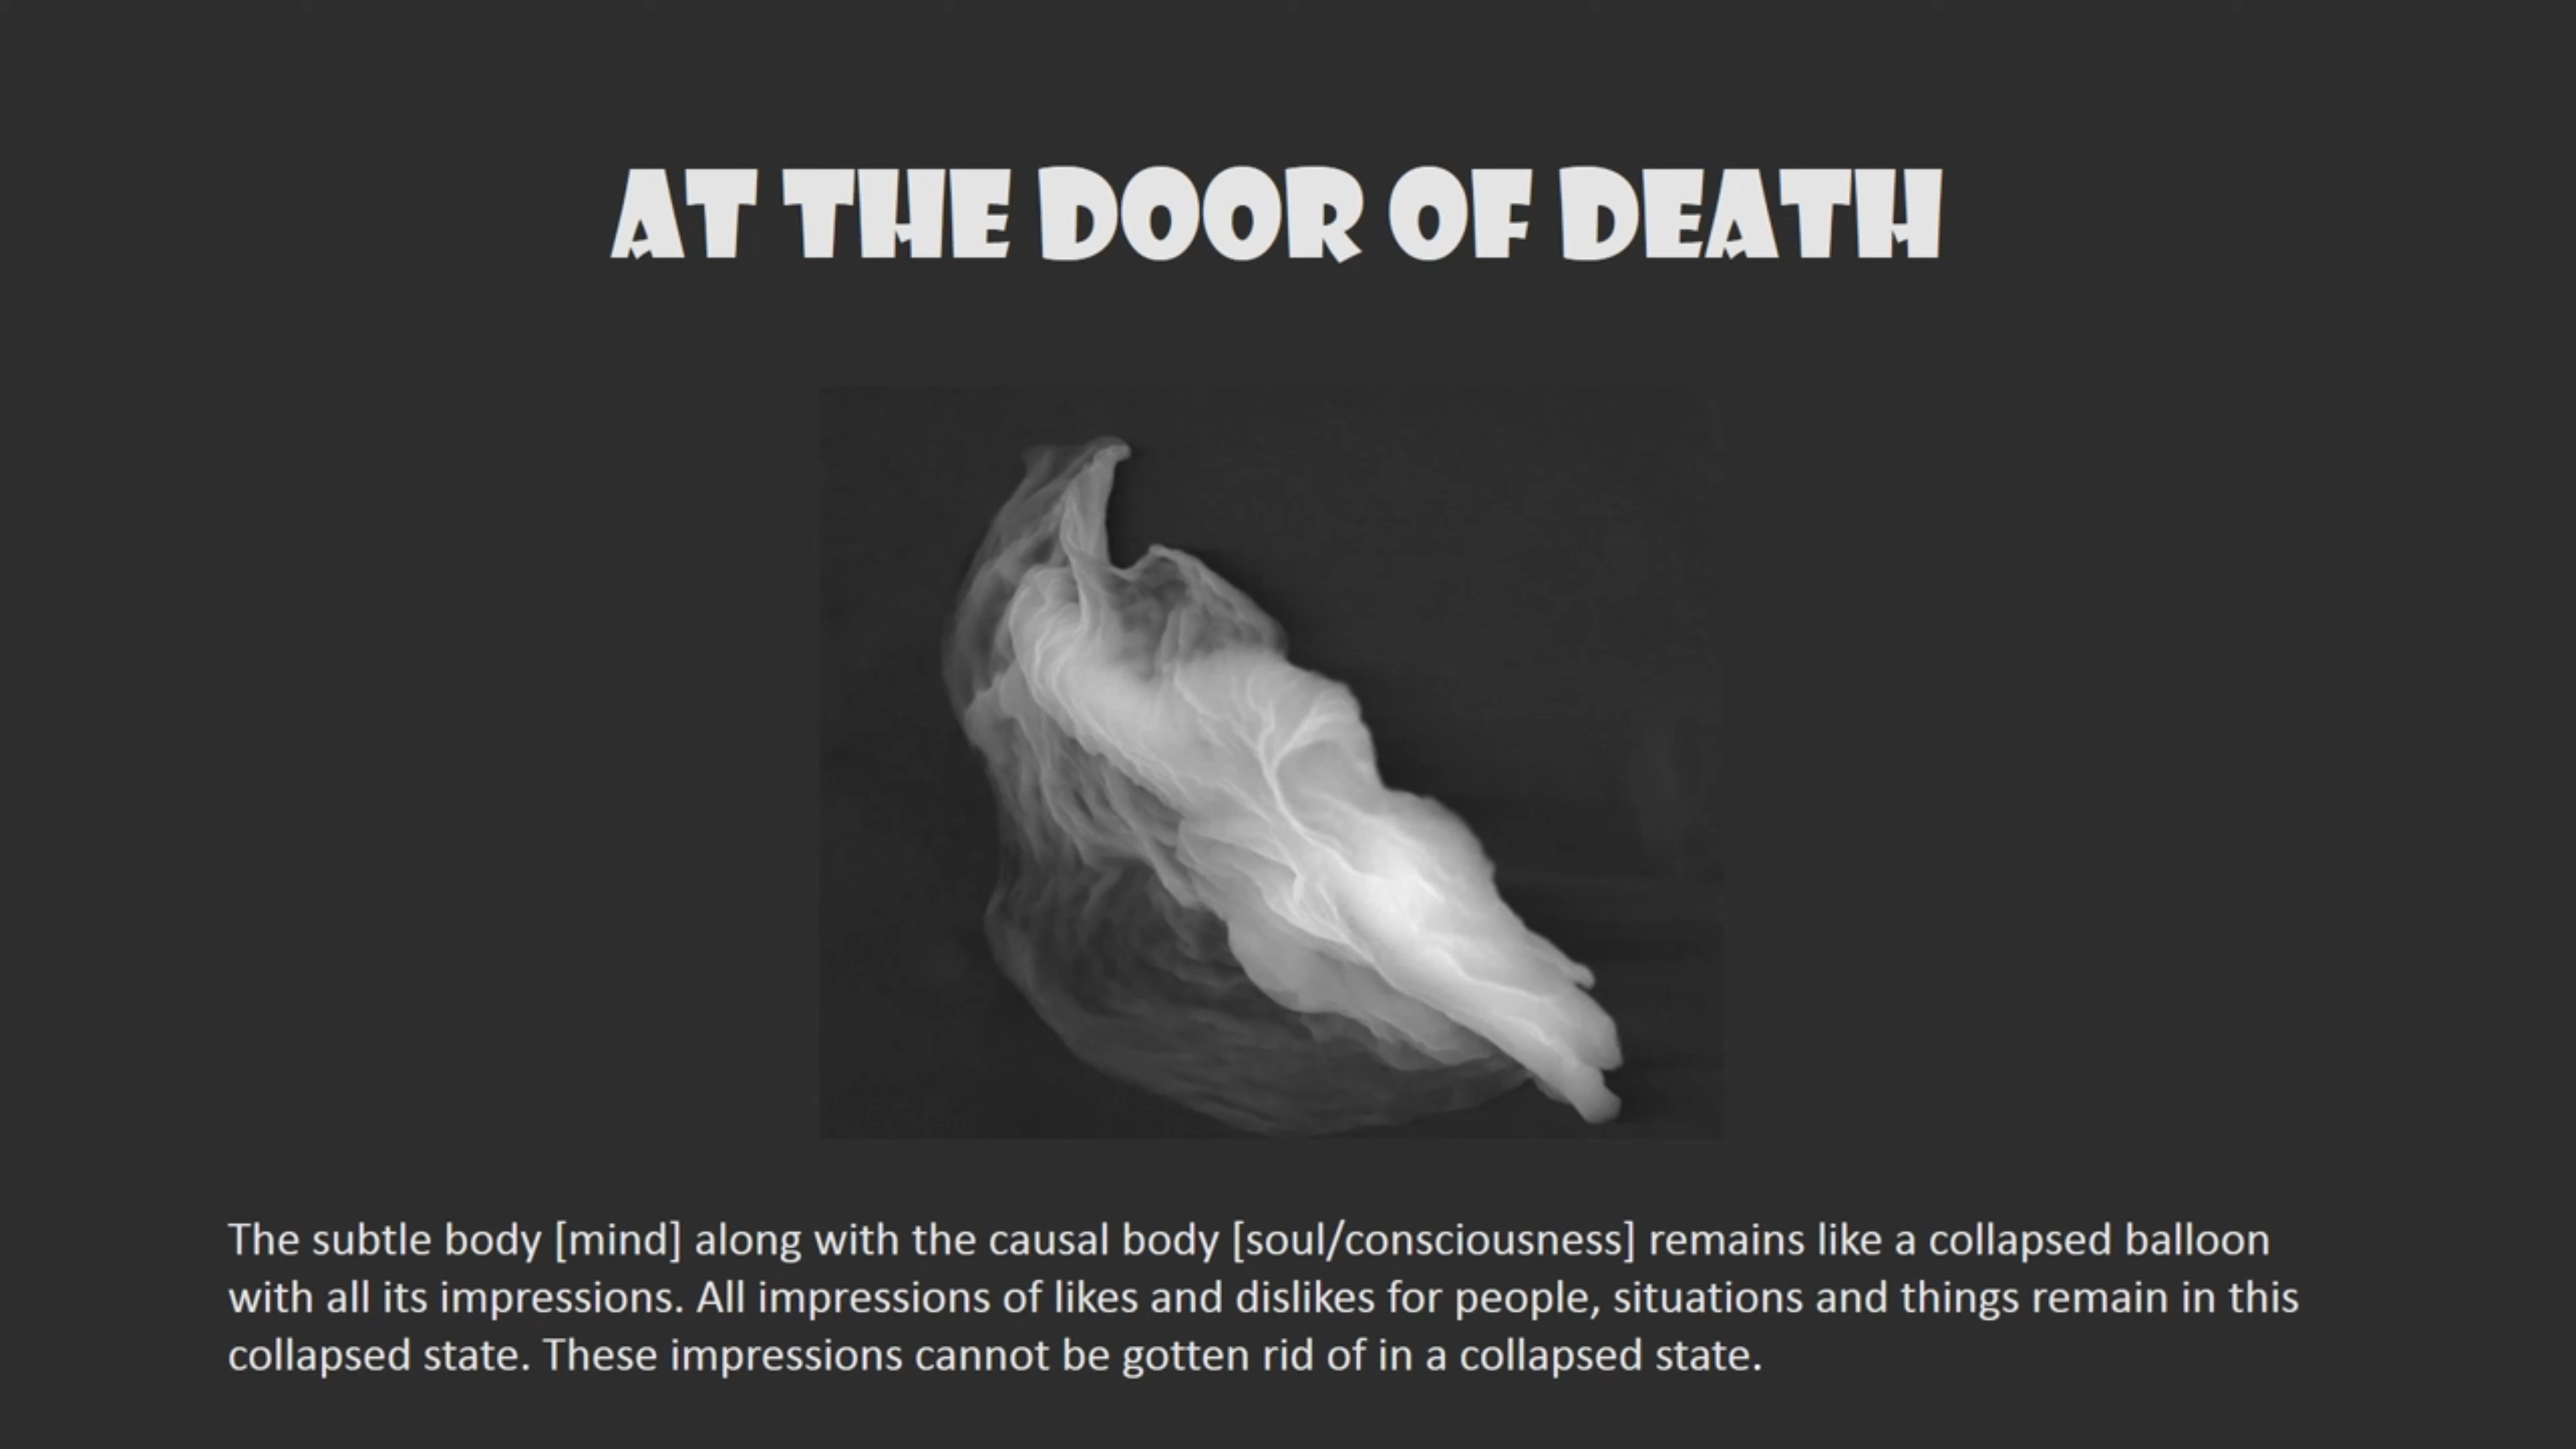 AT THE DOOR OF DEATH
The subtle body [mind] along with the causal body [soul/consciousness] remains like a collapsed balloon
with all its impressions. All impressions of likes and dislikes for people, situations and things remain in this
collapsed state. These impressions cannot be gotten rid of in a collapsed state.